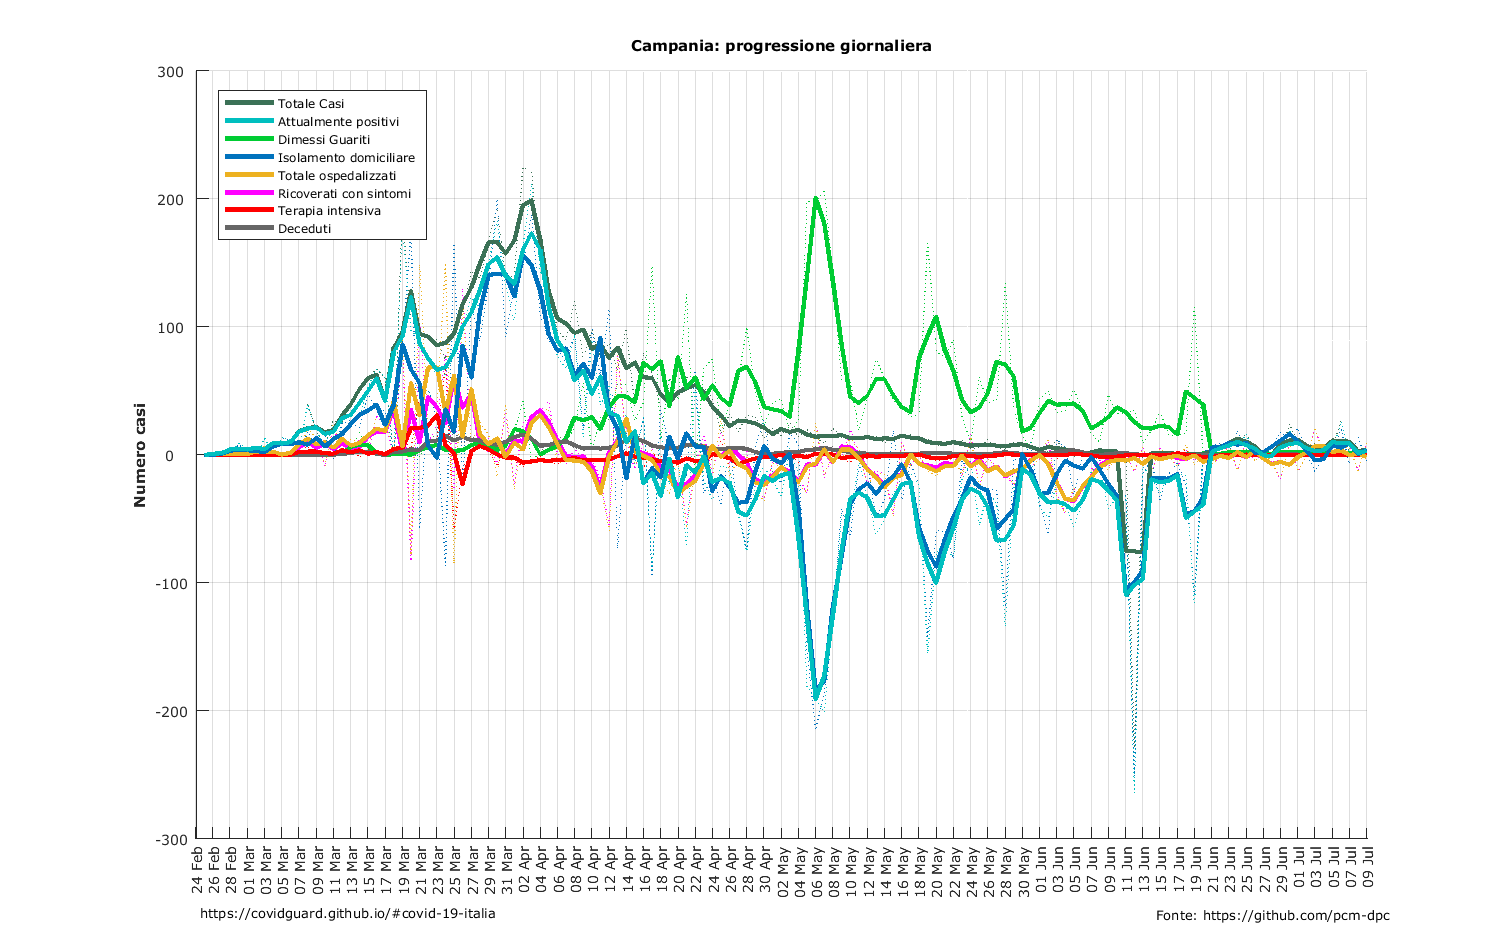 Campania: progressione giornaliera
300
200
100
0
-100
-200
-300
Numero casi
Totale Casi
Attualmente positivi
Dimessi Guariti
Isolamento domiciliare
Totale ospedalizzati
Ricoverati con sintomi
Terapia intensiva
Deceduti
24 Feb
26 Feb
28 Feb
01 Mar
03 Mar
05 Mar
07 Mar
09 Mar
11 Mar
13 Mar
15 Mar
17 Mar
19 Mar
21 Mar
23 Mar
25 Mar
27 Mar
29 Mar
31 Mar
02 Apr
04 Apr
06 Apr
08 Apr
10 Apr
12 Apr
14 Apr
16 Apr
18 Apr
20 Apr
22 Apr
24 Apr
26 Apr
28 Apr
30 Apr
02 May
04 May
06 May
08 May
10 May
12 May
14 May
16 May
18 May
20 May
22 May
24 May
26 May
28 May
30 May
01 Jun
03 Jun
05 Jun
07 Jun
09 Jun
11 Jun
13 Jun
15 Jun
17 Jun
19 Jun
21 Jun
23 Jun
25 Jun
27 Jun
29 Jun
01 Jul
03 Jul
05 Jul
07 Jul
09 Jul
https://covidguard.github.io/#covid-19-italia
Fonte: https://github.com/pcm-dpc